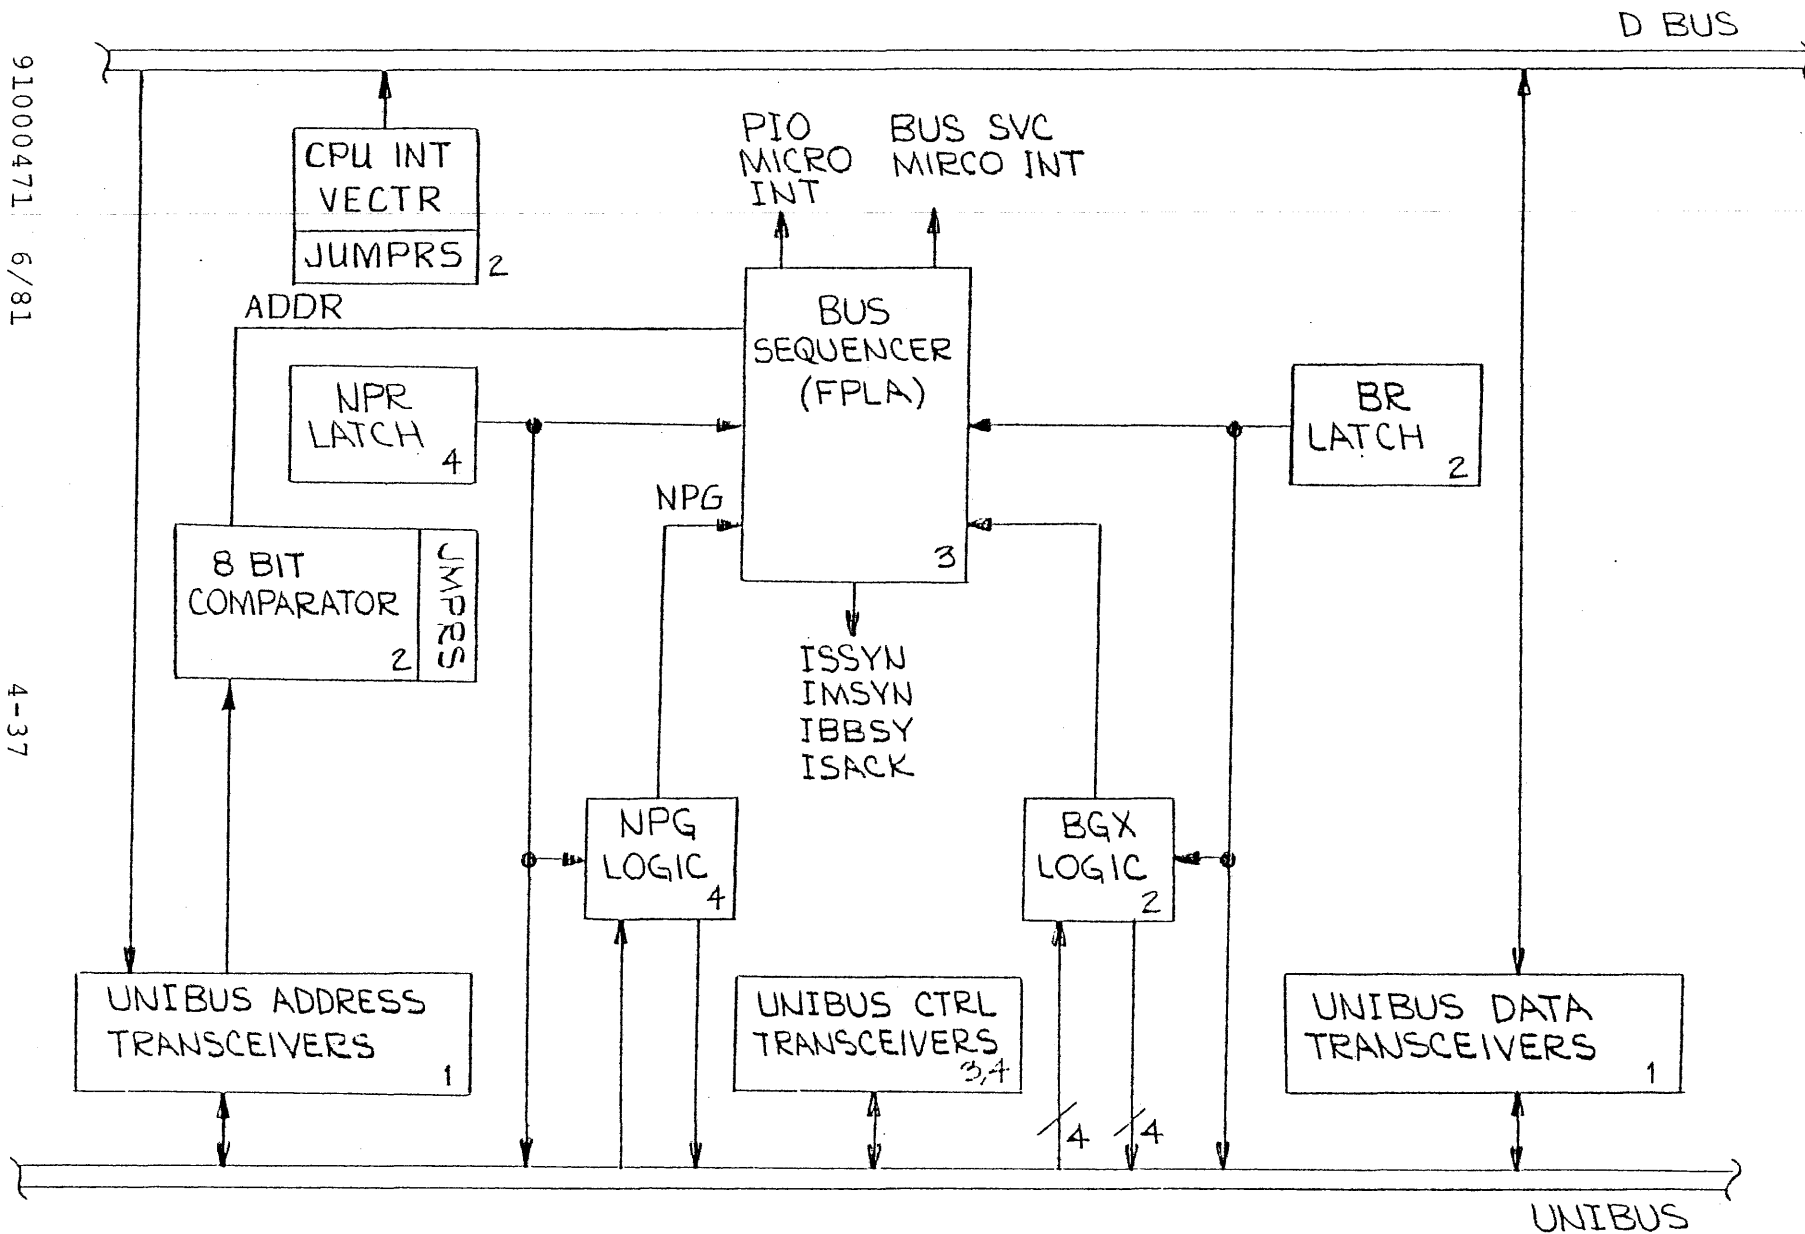 D BUS
91000471 6/81
4-37
CPU INT
VECTR
JUMPRS
2
PIO
MICRO
INT
BUS SVC
MIRCO INT
ADDR
BUS
SEQUENCER
(FPLA)
3
NPR
LATCH
4
BR
LATCH
2
NPG
8 BIT
COMPARATOR
2
JMPRS
ISSYN
IMSYN
IBBSY
ISACK
NPG
LOGIC
4
BGX
LOGIC
2
UNIBUS ADDRESS
TRANSCEIVERS
1
UNIBUS CTRL
TRANSCEIVERS
3,4
UNIBUS DATA
TRANSCEIVERS
1
4
4
UNIBUS